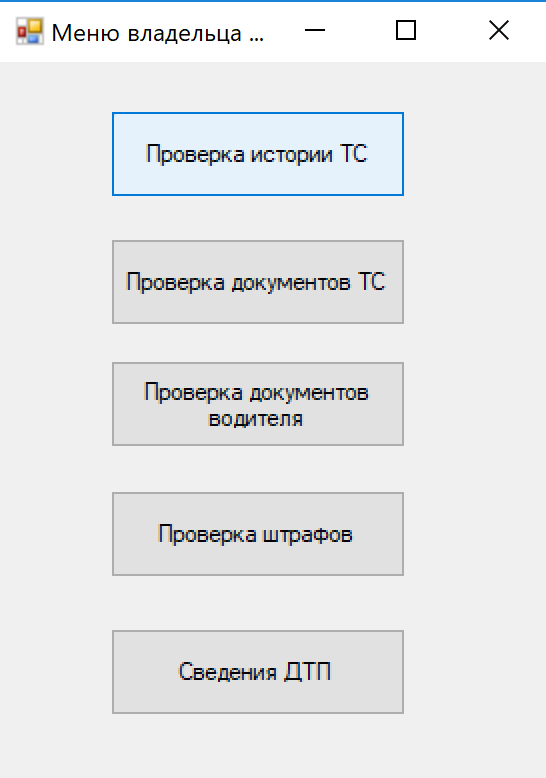 Меню владельца ...
Проверка истории ТС
Проверка документов ТС
Проверка документов
водителя
Проверка штрафов
Сведения ДТП